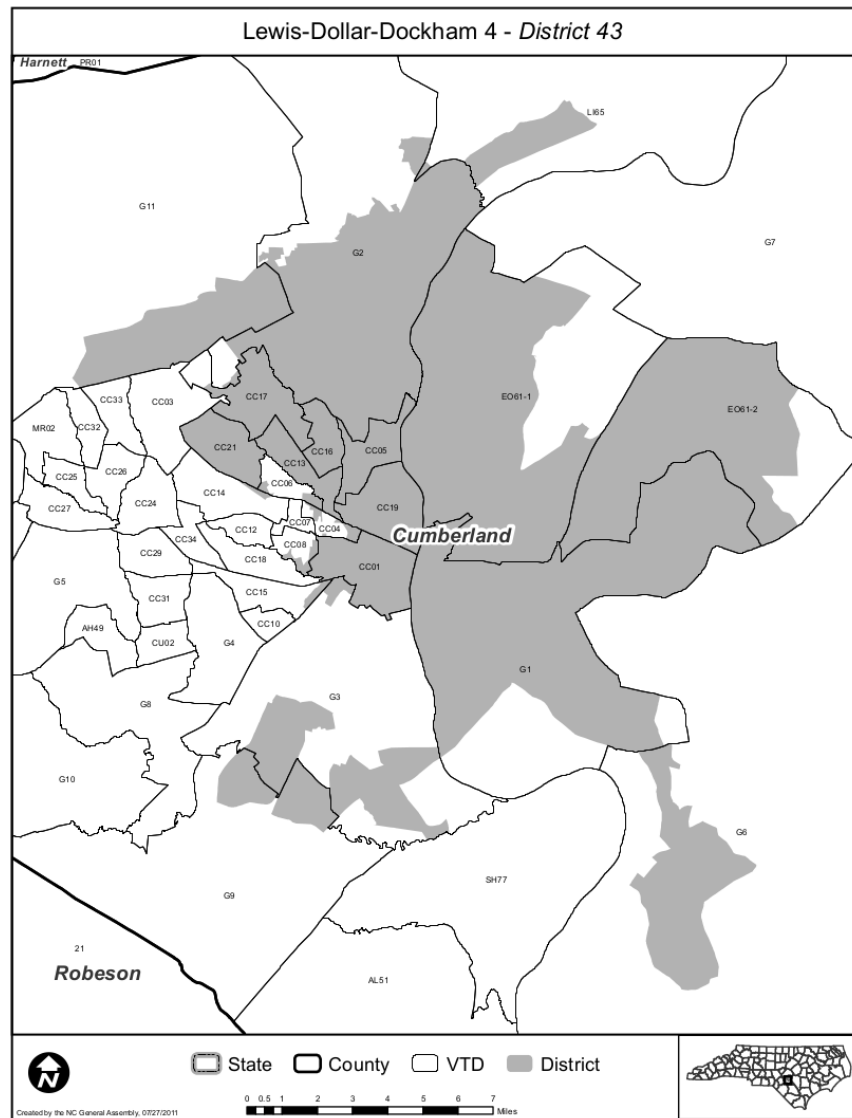 Lewis-Dollar-Dockham 4 - District 43
Harnett
PR01
LI65
G11
G2
G7
EO61-1
EO61-2
CC33
CC03
CC17
MR02
CC32
CC16
CC05
CC21
CC13
CC26
CC25
CC06
CC14
CC24
CC27
CC19
CC07
CC04
CC12
Cumberland
CC34
CC08
CC29
CC18
CC01
G5
CC31
CC15
AH49
CC10
CU02
G4
G1
G3
G8
G10
G6
SH77
G9
21
Robeson
AL51
N
State
County
VTD
District
0 0.5 1 2 3 4 5 6 7
Miles
Created by the NC General Assembly, 07/27/2011